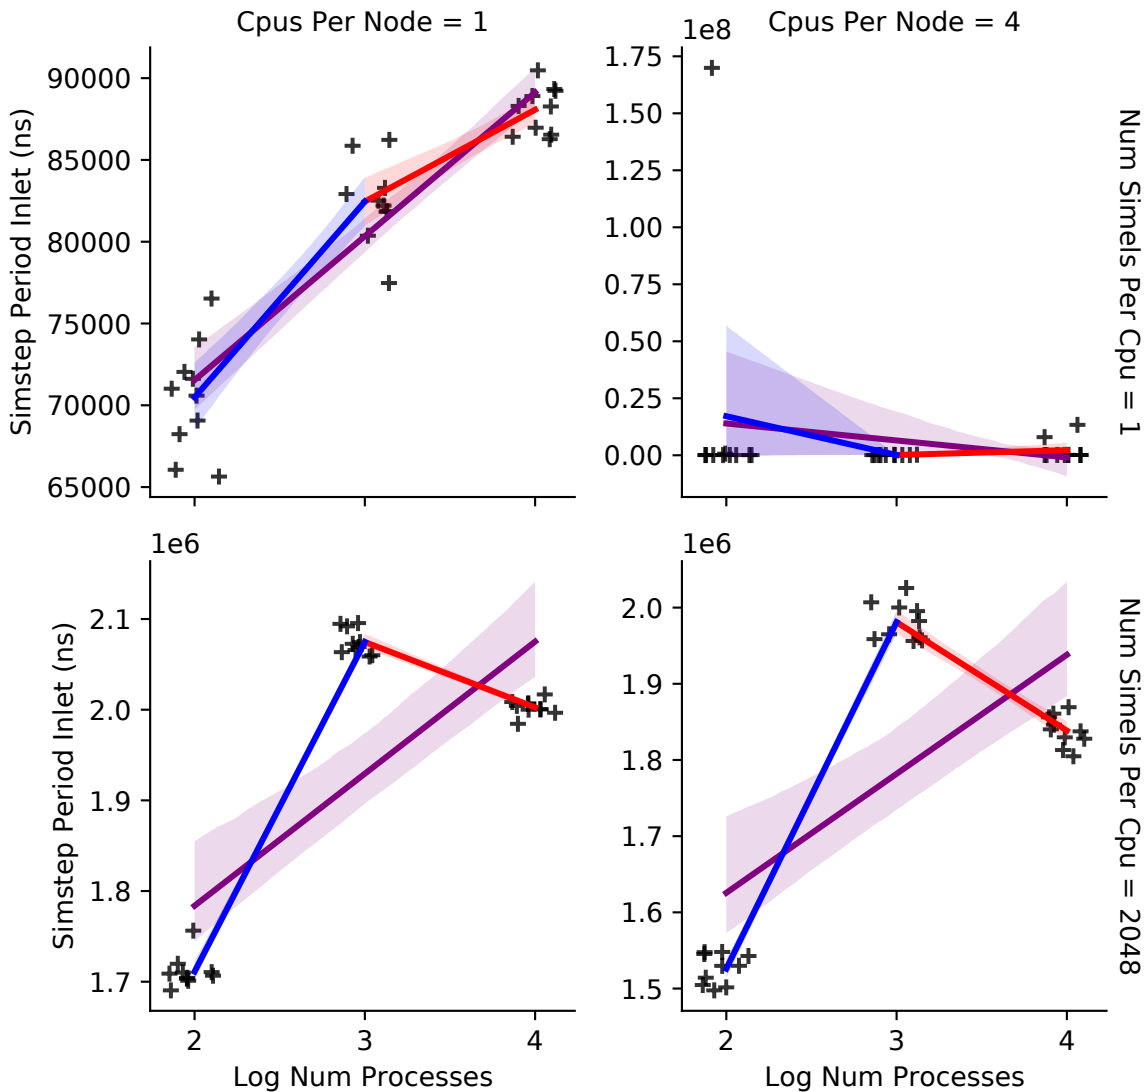 Cpus Per Node = 1
Cpus Per Node = 4
1e8
Simstep Period Inlet (ns)
90000
85000
80000
75000
70000
65000
1.75
1.50
1.25
1.00
0.75
0.50
0.25
0.00
Num Simels Per Cpu = 1
1e6
Simstep Period Inlet (ns)
2.1
2.0
1.9
1.8
1.7
2
3
4
Log Num Processes
1e6
2.0
1.9
1.8
1.7
1.6
1.5
2
3
4
Log Num Processes
Num Simels Per Cpu = 2048